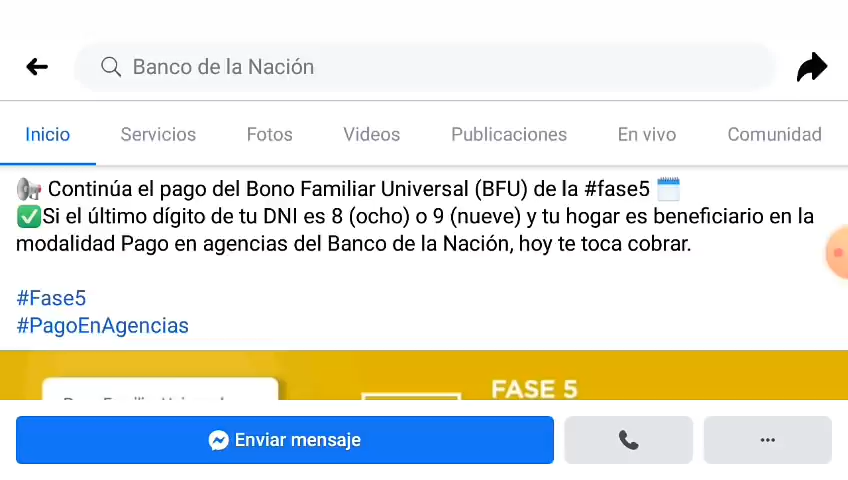 Banco de la Nación
Inicio
Servicios
Fotos
Videos
Publicaciones
En vivo
Comunidad
Continúa el pago del Bono Familiar Universal (BFU) de la #fase5
Si el último dígito de tu DNI es 8 (ocho) o 9 (nueve) y tu hogar es beneficiario en la
modalidad Pago en agencias del Banco de la Nación, hoy te toca cobrar.
#Fase5
#PagoEnAgencias
FASE 5
Enviar mensaje